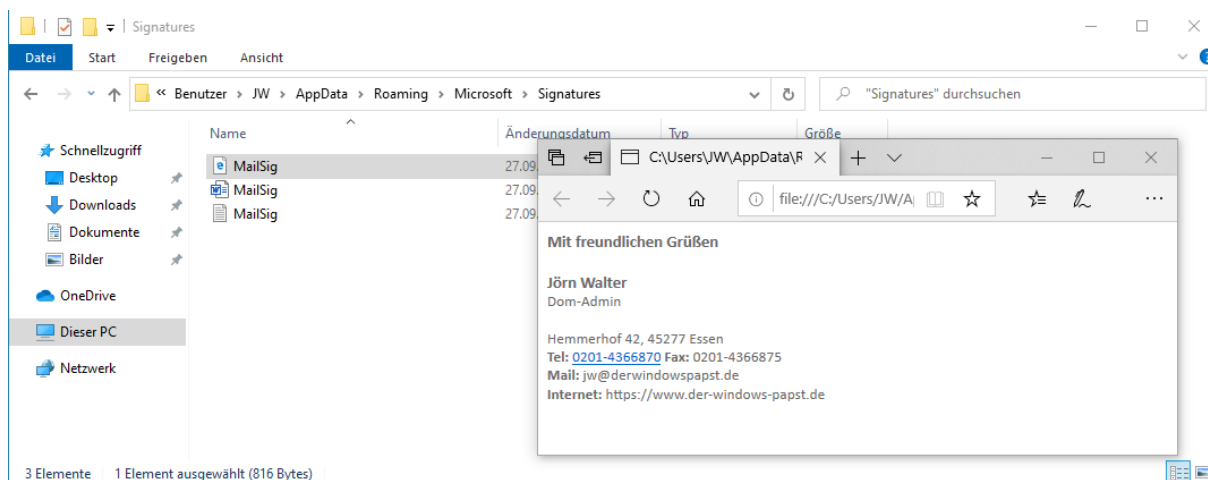 Signatures
Datei Start Freigeben Ansicht
« Benutzer > JW > AppData > Roaming > Microsoft > Signatures
"Signatures" durchsuchen
Name Änderungsdatum Typ Größe
Schnellzugriff
Desktop
Downloads
Dokumente
Bilder
OneDrive
Dieser PC
Netzwerk
MailSig 27.09.
MailSig 27.09.
MailSig 27.09.
C:\Users\JW\AppData\R
file:///C:/Users/JW/A
Mit freundlichen Grüßen
Jörn Walter
Dom-Admin
Hemmerhof 42, 45277 Essen
Tel: 0201-4366870 Fax: 0201-4366875
Mail: jw@derwindowspapst.de
Internet: https://www.der-windows-papst.de
3 Elemente 1 Element ausgewählt (816 Bytes)